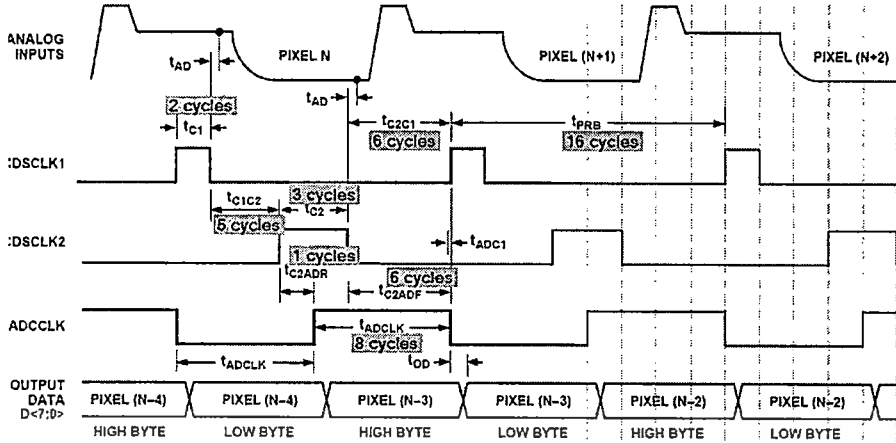 ANALOG
INPUTS
PIXEL N
PIXEL (N+1)
PIXEL (N+2)
tAD
tAD
2 cycles
tC1
tC2C1
6 cycles
tPRB
16 cycles
CDSCLK1
tC1C2
5 cycles
3 cycles
tC2
CDSCLK2
1 cycles
tC2ADR
tADC1
6 cycles
tC2ADF
ADCCLK
tADCLK
8 cycles
tADCLK
tOD
OUTPUT
DATA
D<7:0>
PIXEL (N–4) PIXEL (N–4) PIXEL (N–3) PIXEL (N–3) PIXEL (N–2) PIXEL (N–2)
HIGH BYTE LOW BYTE HIGH BYTE LOW BYTE HIGH BYTE LOW BYTE